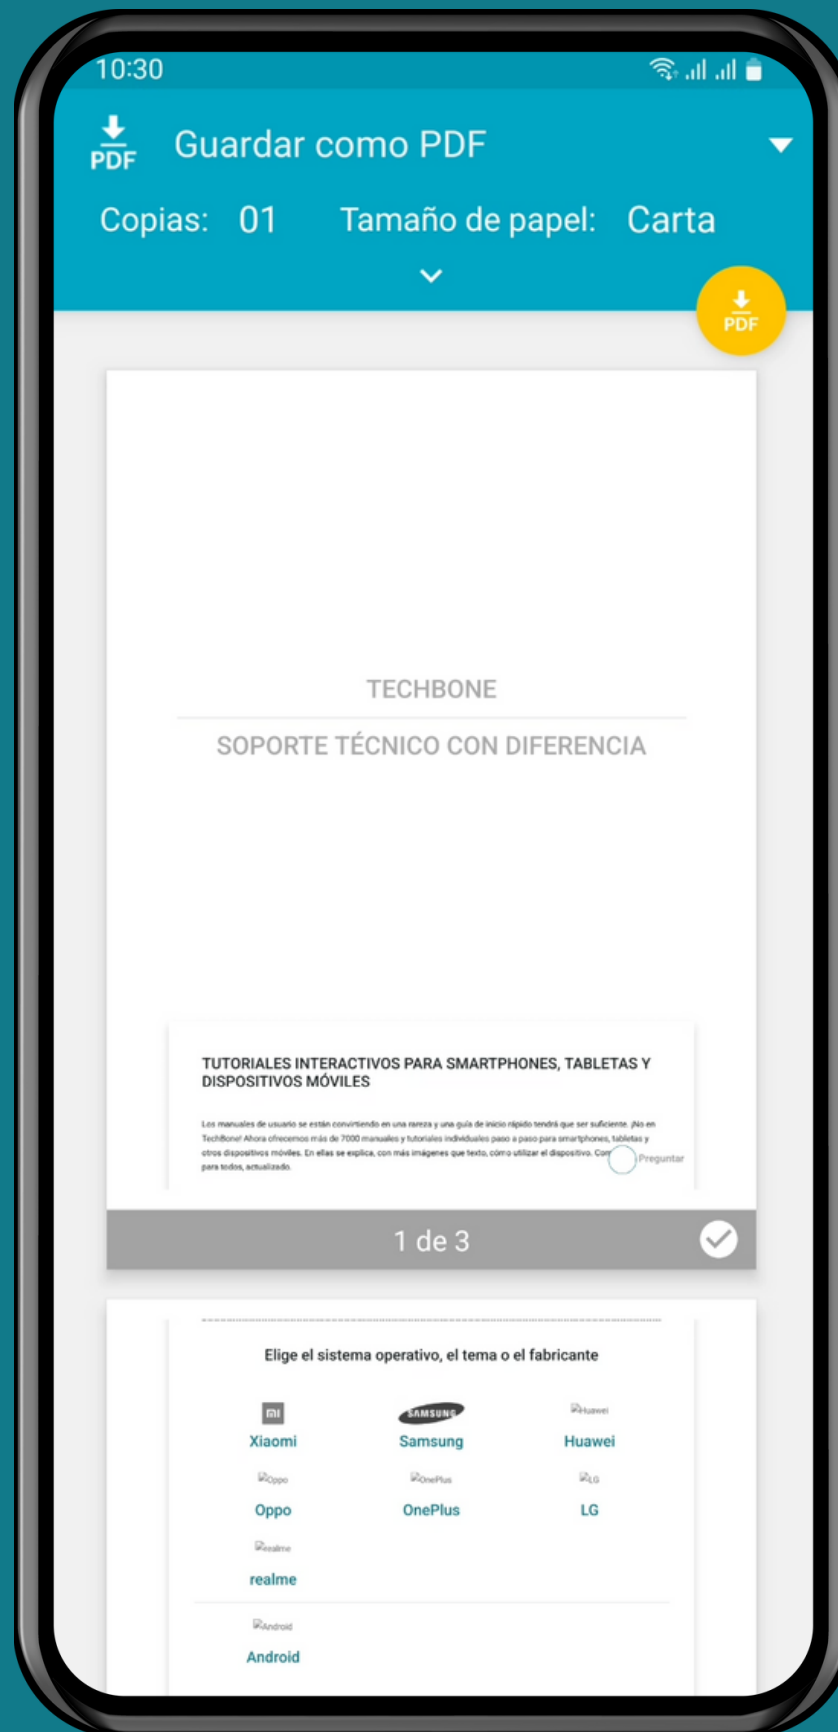 10:30
PDF Guardar como PDF
Copias: 01 Tamaño de papel: Carta
PDF
TECHBONE
SOPORTE TÉCNICO CON DIFERENCIA
TUTORIALES INTERACTIVOS PARA SMARTPHONES, TABLETAS Y
DISPOSITIVOS MÓVILES
Los manuales de usuario se están convirtiendo en una rareza y una guía de inicio rápido tendrá que ser suficiente. ¡No en
TechBone! Ahora ofrecemos más de 7000 manuales y tutoriales individuales paso a paso para smartphones, tabletas y
otros dispositivos móviles. En ellas se explica, con más imágenes que texto, cómo utilizar el dispositivo.
Preguntar
para todos, actualizado.
1 de 3
Elige el sistema operativo, el tema o el fabricante
mi SAMSUNG Huawei
Xiaomi Samsung Huawei
Oppo OnePlus LG
Oppo OnePlus LG
realme
realme
Android
Android